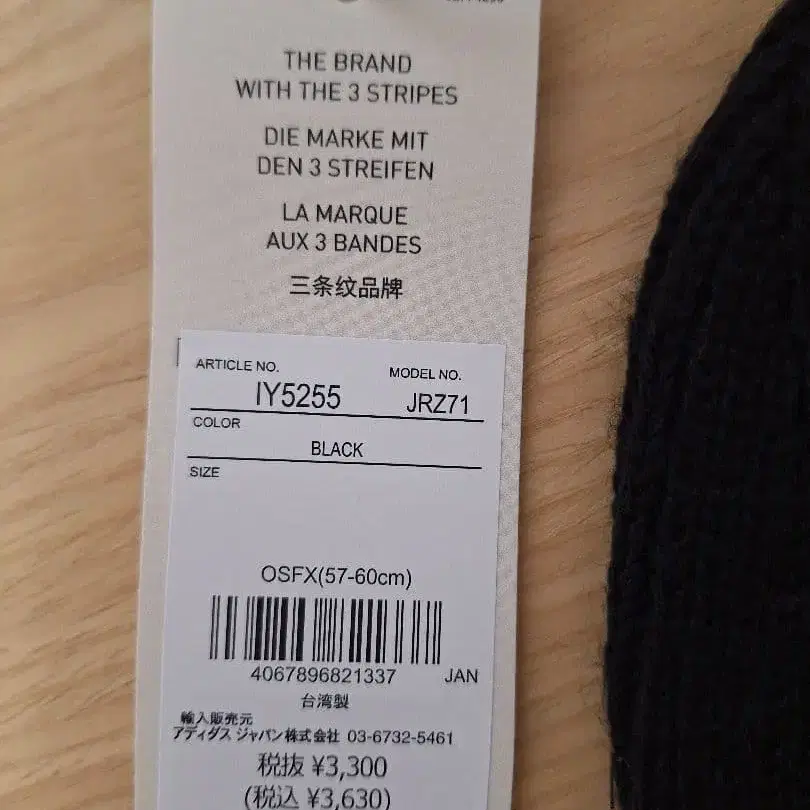 THE BRAND
WITH THE 3 STRIPES
DIE MARKE MIT
DEN 3 STREIFEN
LA MARQUE
AUX 3 BANDES
三条纹品牌
ARTICLE NO.
MODEL NO.
IY5255
JRZ71
COLOR
BLACK
SIZE
OSFX(57-60cm)
4067896821337 JAN
台湾製
輸入販売元
アディダス ジャパン株式会社 03-6732-5461
税抜 ¥3,300
(税込 ¥3,630)